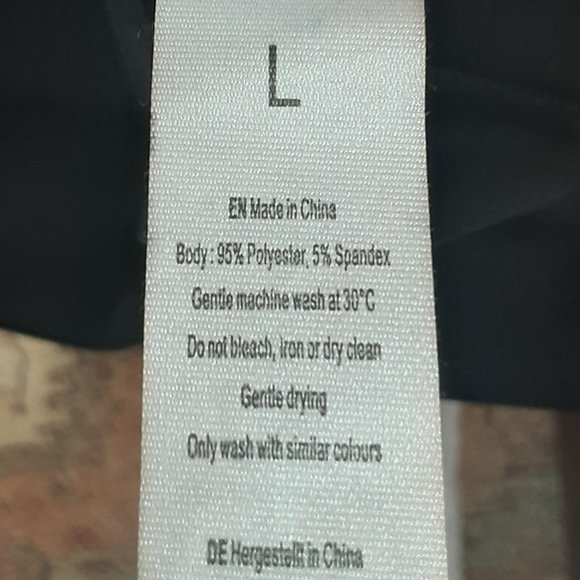 L
EN Made in China
Body : 95% Polyester, 5% Spandex
Gentle machine wash at 30°C
Do not bleach, iron or dry clean
Gentle drying
Only wash with similar colours
DE Hergestellt in China